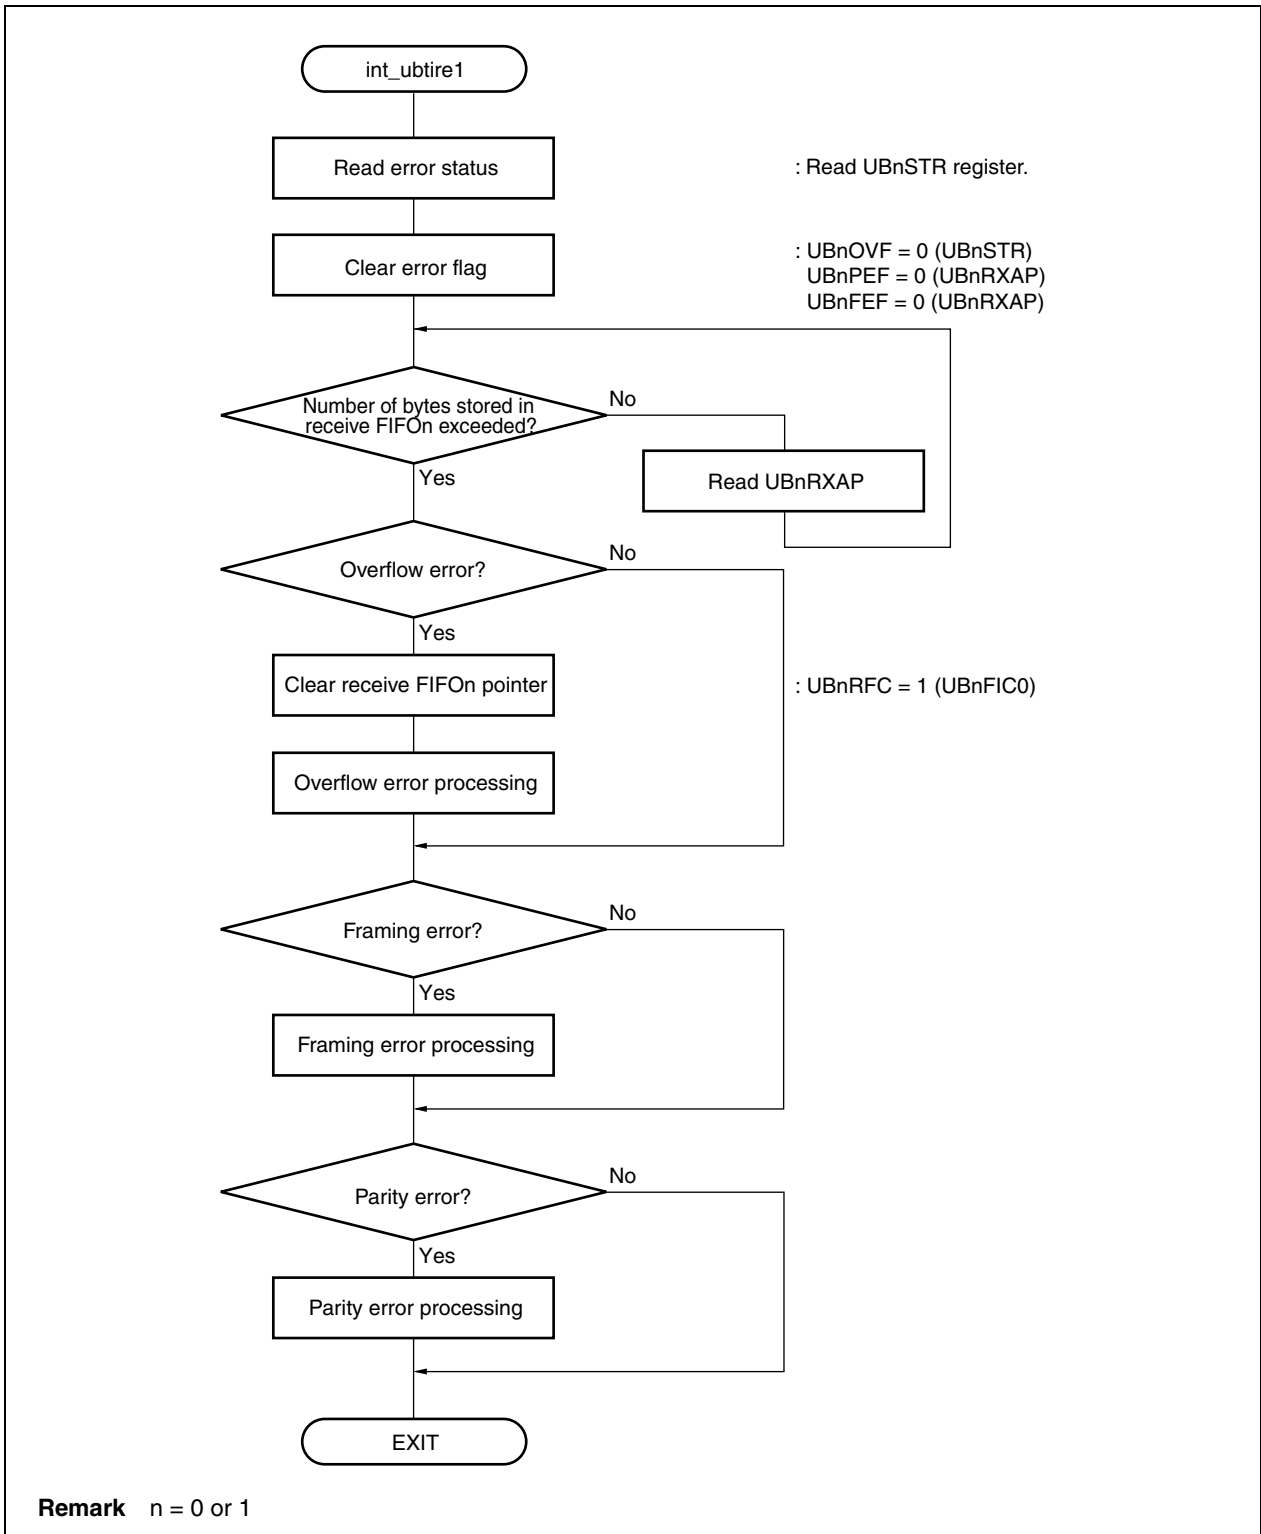 int_ubtire1
Read error status
: Read UBnSTR register.
Clear error flag
: UBnOVF = 0 (UBnSTR)
UBnPEF = 0 (UBnRXAP)
UBnFEF = 0 (UBnRXAP)
Number of bytes stored in
receive FIFOn exceeded?
No
Yes
Read UBnRXAP
Overflow error?
No
Yes
Clear receive FIFOn pointer
: UBnRFC = 1 (UBnFIC0)
Overflow error processing
Framing error?
No
Yes
Framing error processing
Parity error?
No
Yes
Parity error processing
EXIT
Remark n = 0 or 1